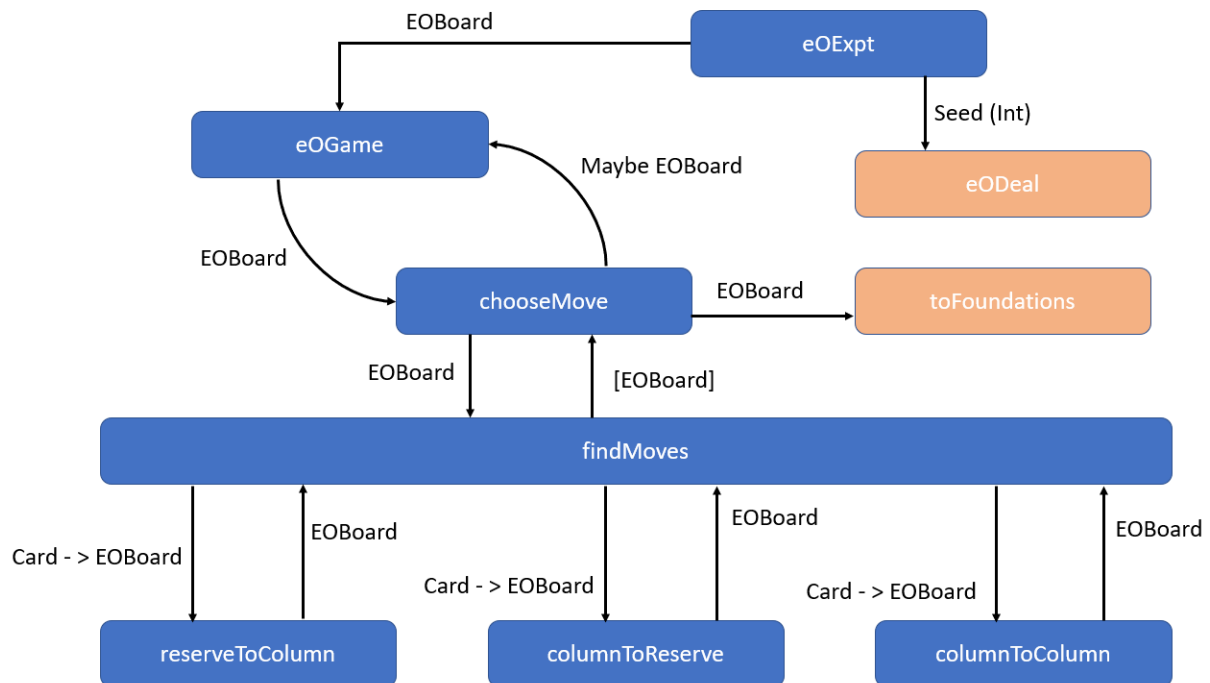 EOBoard
eOExpt
Seed (Int)
eOGame
Maybe EOBoard
eODeal
EOBoard
chooseMove
EOBoard
toFoundations
EOBoard
[EOBoard]
findMoves
Card - > EOBoard
EOBoard
Card - > EOBoard
EOBoard
Card - > EOBoard
EOBoard
reserveToColumn
columnToReserve
columnToColumn